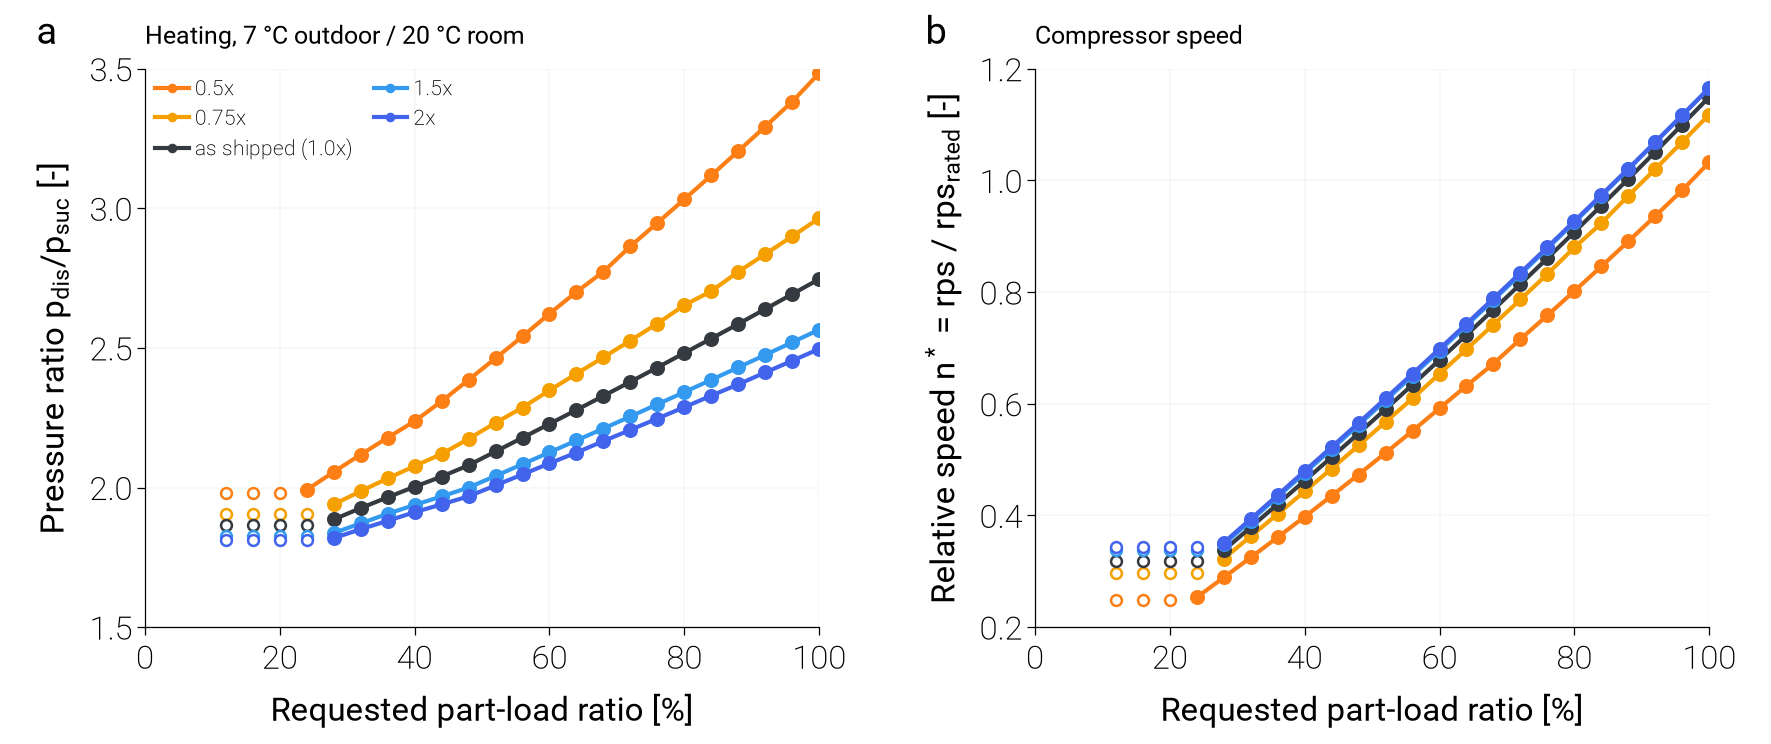 a
Heating, 7 °C outdoor / 20 °C room
3.5
3.0
2.5
2.0
1.5
0.5x
0.75x
as shipped (1.0x)
1.5x
2x
Pressure ratio pdis/psuc [-]
0 20 40 60 80 100
Requested part-load ratio [%]
b
Compressor speed
1.2
1.0
0.8
0.6
0.4
0.2
Relative speed n* = rps / rpsrated [-]
0 20 40 60 80 100
Requested part-load ratio [%]